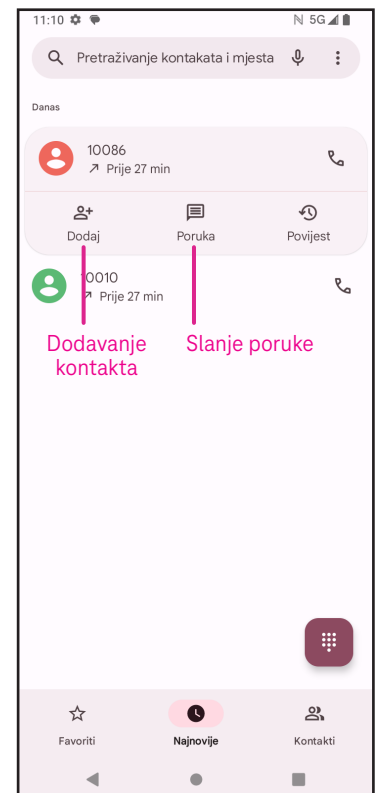 11:10 5G
Pretraživanje kontakata i mjesta
Danas
10086
Prije 27 min
Dodaj Poruka Povijest
10010
Prije 27 min
Dodavanje kontakta
Slanje poruke
Favoriti Najnovije Kontakti